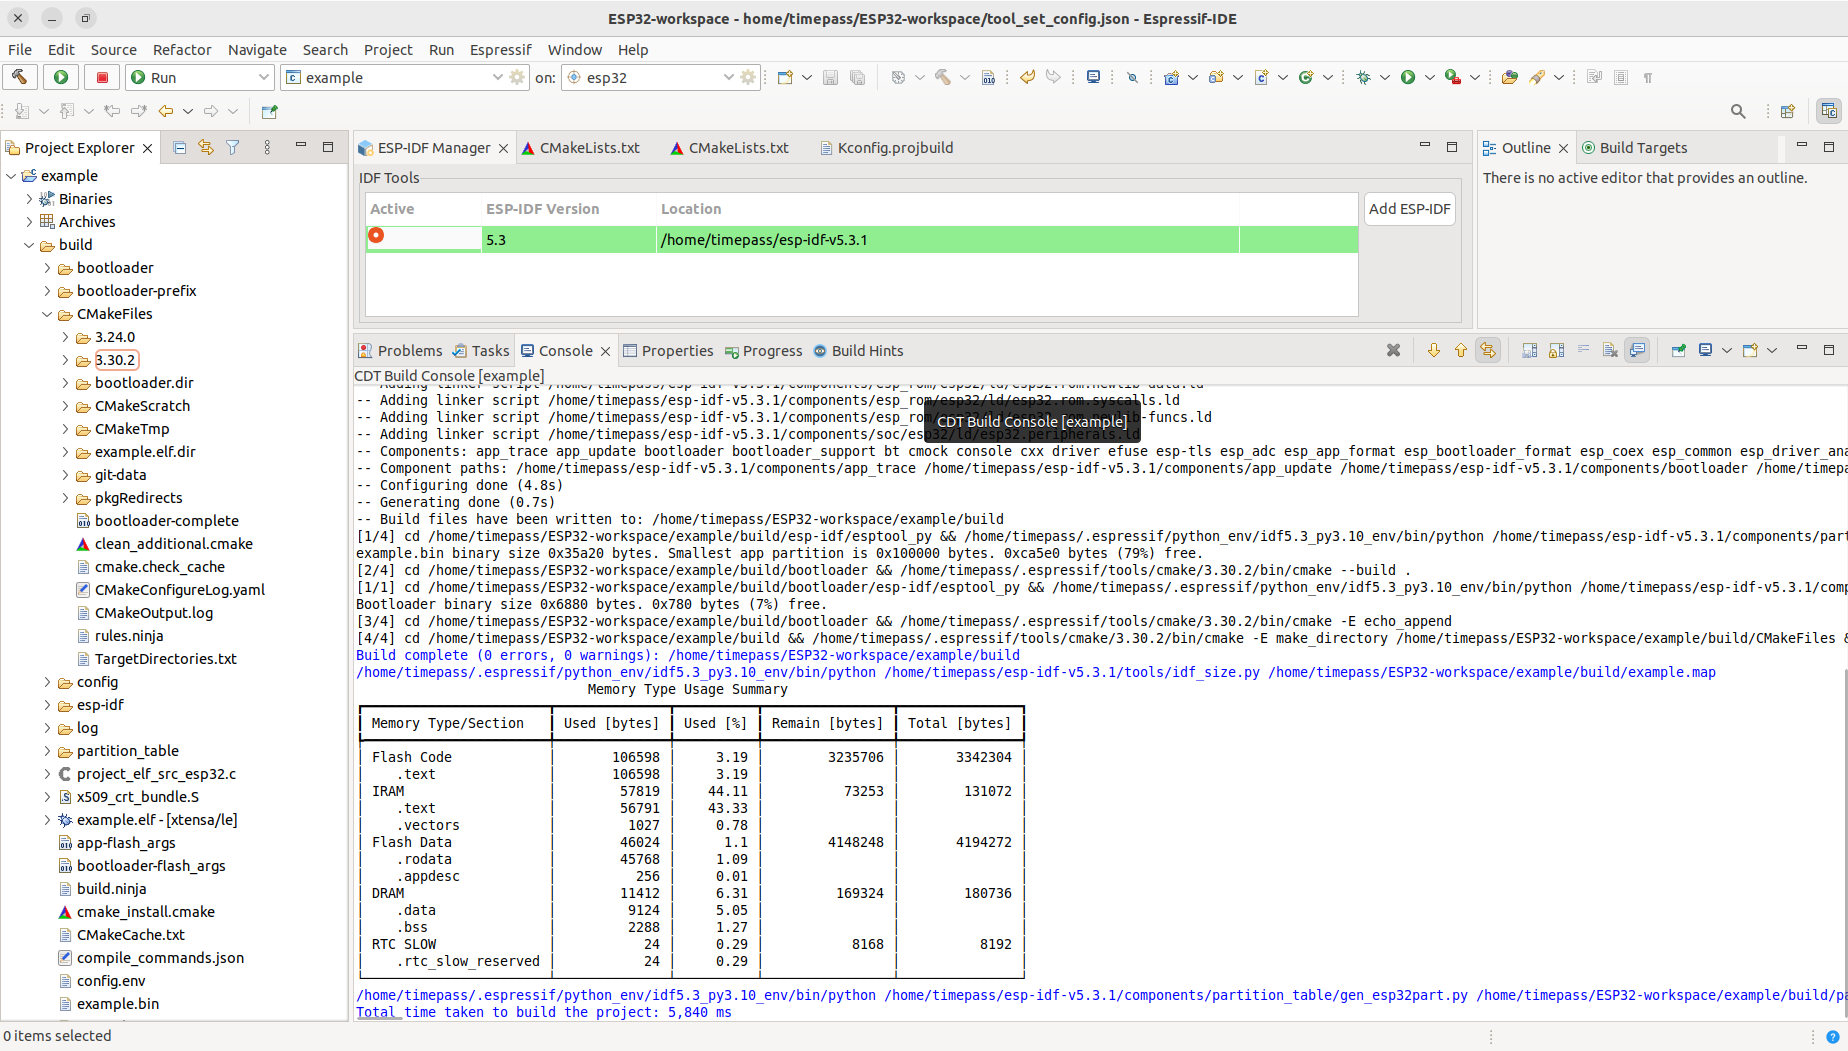 ESP32-workspace - home/timepass/ESP32-workspace/tool_set_config.json - Espressif-IDE
File Edit Source Refactor Navigate Search Project Run Espressif Window Help
Run example on: esp32
Project Explorer
example
Binaries
Archives
build
bootloader
bootloader-prefix
CMakeFiles
3.24.0
3.30.2
bootloader.dir
CMakeScratch
CMakeTmp
example.elf.dir
git-data
pkgRedirects
bootloader-complete
clean_additional.cmake
cmake.check_cache
CMakeConfigureLog.yaml
CMakeOutput.log
rules.ninja
TargetDirectories.txt
config
esp-idf
log
partition_table
project_elf_src_esp32.c
x509_crt_bundle.S
example.elf - [xtensa/le]
app-flash_args
bootloader-flash_args
build.ninja
cmake_install.cmake
CMakeCache.txt
compile_commands.json
config.env
example.bin
ESP-IDF Manager CMakeLists.txt CMakeLists.txt Kconfig.projbuild
IDF Tools
Active ESP-IDF Version Location
Add ESP-IDF
5.3 /home/timepass/esp-idf-v5.3.1
Outline Build Targets
There is no active editor that provides an outline.
Problems Tasks Console Properties Progress Build Hints
CDT Build Console [example]
-- Adding linker script /home/timepass/esp-idf-v5.3.1/components/esp_rom/esp32/ld/esp32.rom.newlib-data.ld
-- Adding linker script /home/timepass/esp-idf-v5.3.1/components/esp_rom/esp32/ld/esp32.rom.syscalls.ld
-- Adding linker script /home/timepass/esp-idf-v5.3.1/components/esp_rom/esp32/ld/esp32.rom.newlib-funcs.ld
CDT Build Console [example]
-- Adding linker script /home/timepass/esp-idf-v5.3.1/components/soc/esp32/ld/esp32.peripherals.ld
-- Components: app_trace app_update bootloader bootloader_support bt cmock console cxx driver efuse esp-tls esp_adc esp_app_format esp_bootloader_format esp_coex esp_common esp_driver_ana
-- Component paths: /home/timepass/esp-idf-v5.3.1/components/app_trace /home/timepass/esp-idf-v5.3.1/components/app_update /home/timepass/esp-idf-v5.3.1/components/bootloader /home/timepa
-- Configuring done (4.8s)
-- Generating done (0.7s)
-- Build files have been written to: /home/timepass/ESP32-workspace/example/build
[1/4] cd /home/timepass/ESP32-workspace/example/build/esp-idf/esptool_py && /home/timepass/.espressif/python_env/idf5.3_py3.10_env/bin/python /home/timepass/esp-idf-v5.3.1/components/part
example.bin binary size 0x35a20 bytes. Smallest app partition is 0x100000 bytes. 0xca5e0 bytes (79%) free.
[2/4] cd /home/timepass/ESP32-workspace/example/build/bootloader && /home/timepass/.espressif/tools/cmake/3.30.2/bin/cmake --build .
[1/1] cd /home/timepass/ESP32-workspace/example/build/bootloader/esp-idf/esptool_py && /home/timepass/.espressif/python_env/idf5.3_py3.10_env/bin/python /home/timepass/esp-idf-v5.3.1/comp
Bootloader binary size 0x6880 bytes. 0x780 bytes (7%) free.
[3/4] cd /home/timepass/ESP32-workspace/example/build/bootloader && /home/timepass/.espressif/tools/cmake/3.30.2/bin/cmake -E echo_append
[4/4] cd /home/timepass/ESP32-workspace/example/build && /home/timepass/.espressif/tools/cmake/3.30.2/bin/cmake -E make_directory /home/timepass/ESP32-workspace/example/build/CMakeFiles &
Build complete (0 errors, 0 warnings): /home/timepass/ESP32-workspace/example/build
/home/timepass/.espressif/python_env/idf5.3_py3.10_env/bin/python /home/timepass/esp-idf-v5.3.1/tools/idf_size.py /home/timepass/ESP32-workspace/example/build/example.map
Memory Type Usage Summary
Memory Type/Section Used [bytes] Used [%] Remain [bytes] Total [bytes]
Flash Code 106598 3.19 3235706 3342304
.text 106598 3.19
IRAM 57819 44.11 73253 131072
.text 56791 43.33
.vectors 1027 0.78
Flash Data 46024 1.1 4148248 4194272
.rodata 45768 1.09
.appdesc 256 0.01
DRAM 11412 6.31 169324 180736
.data 9124 5.05
.bss 2288 1.27
RTC SLOW 24 0.29 8168 8192
.rtc_slow_reserved 24 0.29
/home/timepass/.espressif/python_env/idf5.3_py3.10_env/bin/python /home/timepass/esp-idf-v5.3.1/components/partition_table/gen_esp32part.py /home/timepass/ESP32-workspace/example/build/pa
Total time taken to build the project: 5,840 ms
0 items selected